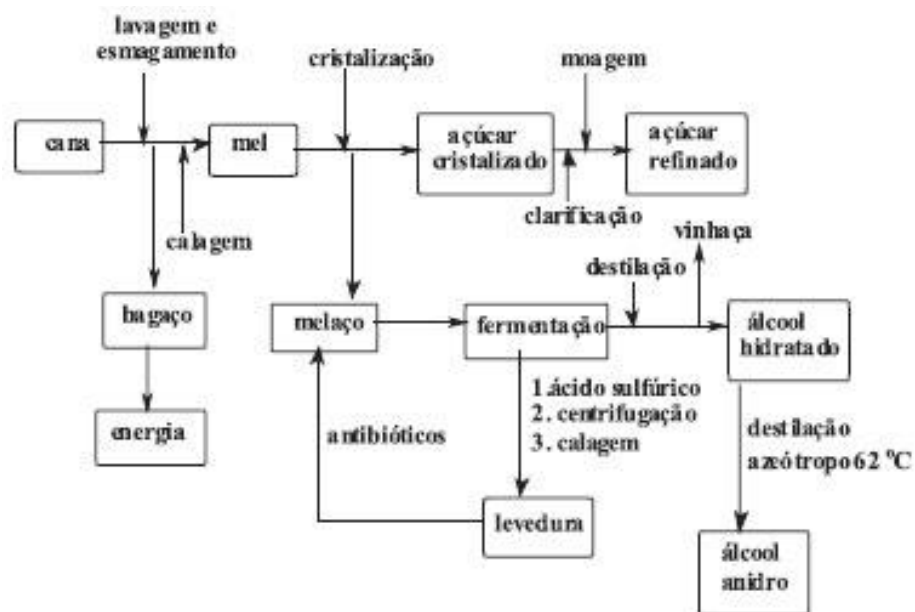 lavagem e
esmagamento
cristalização
moagem
cana
mel
açúcar
cristalizado
açúcar
refinado
calagem
clarificação
vinhaça
destilação
bagaço
melaço
fermentação
álcool
hidratado
energia
antibióticos
1.ácido sulfúrico
2. centrifugação
3. calagem
destilação
azeótropo 62 °C
levedura
álcool
anidro